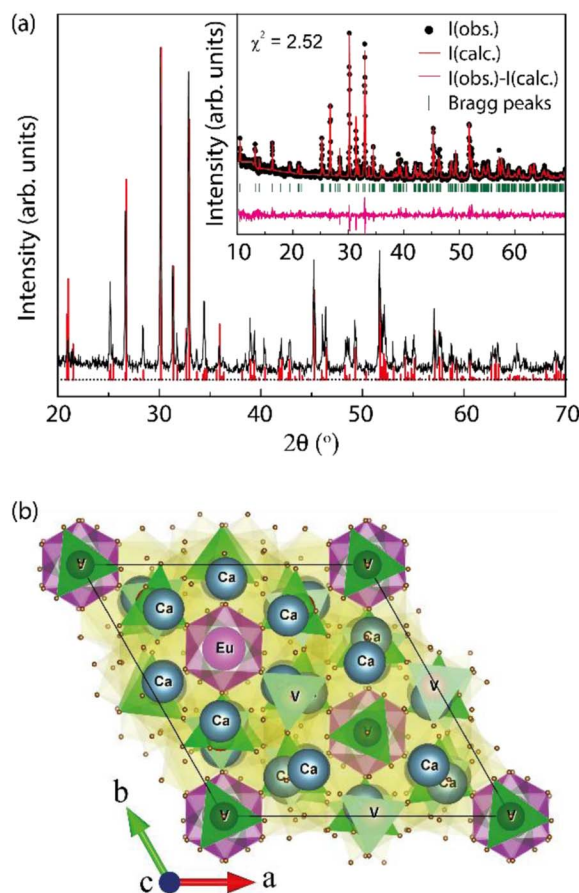 (a)
χ² = 2.52
I(obs.)
I(calc.)
I(obs.)-I(calc.)
Bragg peaks
Intensity (arb. units)
10 20 30 40 50 60
Intensity (arb. units)
20 30 40 50 60 70
2θ (°)
(b)
V V
Ca
Ca Ca
Ca
Eu Ca
Ca V V
Ca V
Ca Ca Ca Ca
V V V
b
c a